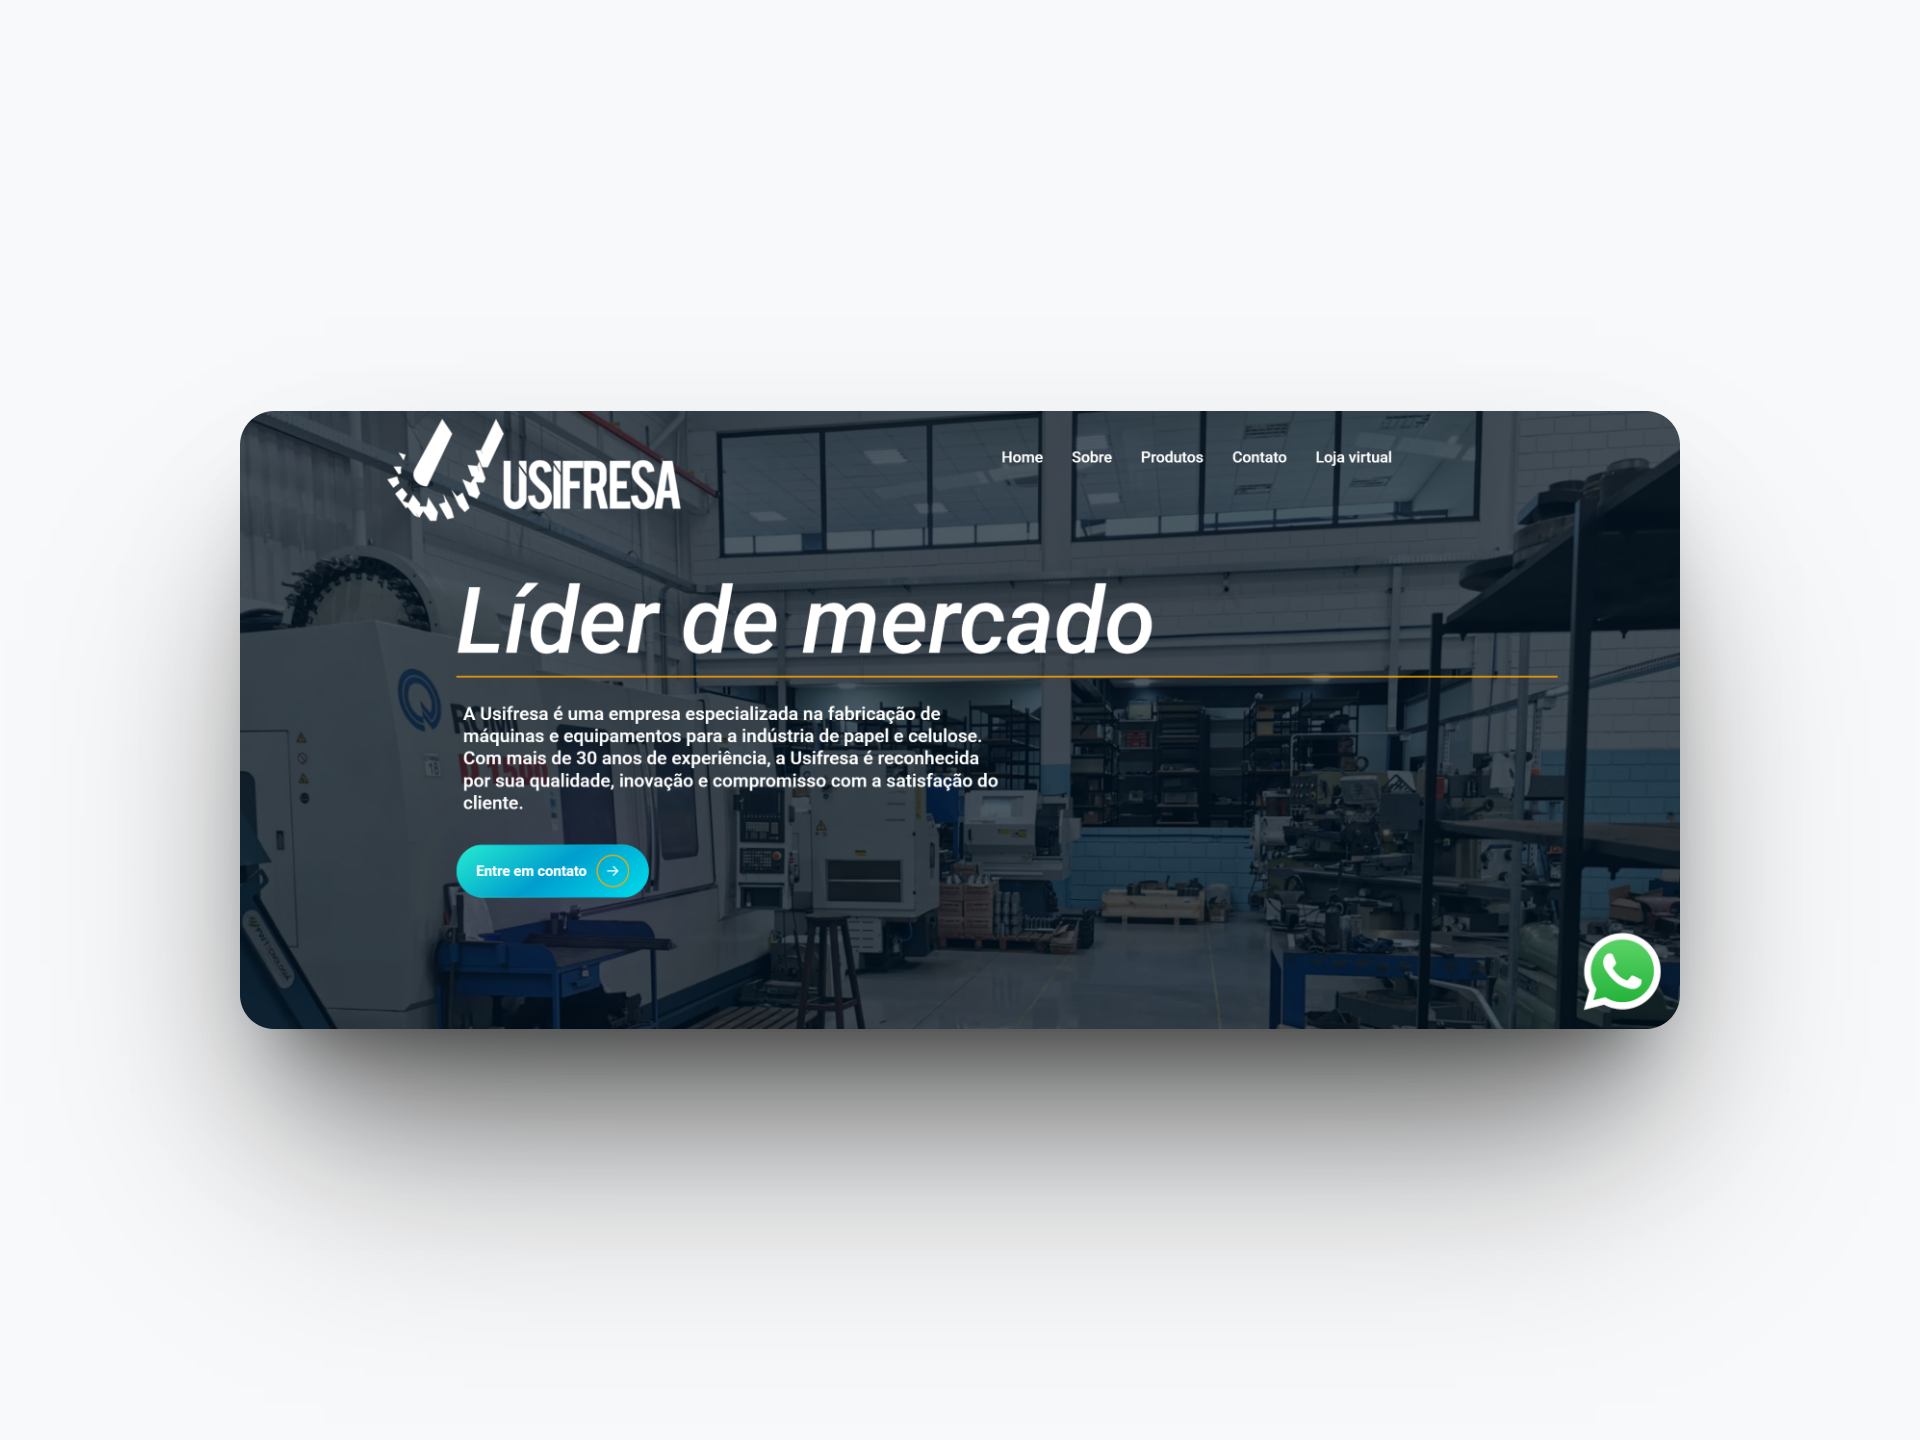 USIFRESA
Home Sobre Produtos Contato Loja virtual
Líder de mercado
A Usifresa é uma empresa especializada na fabricação de
máquinas e equipamentos para a indústria de papel e celulose.
Com mais de 30 anos de experiência, a Usifresa é reconhecida
por sua qualidade, inovação e compromisso com a satisfação do
cliente.
Entre em contato